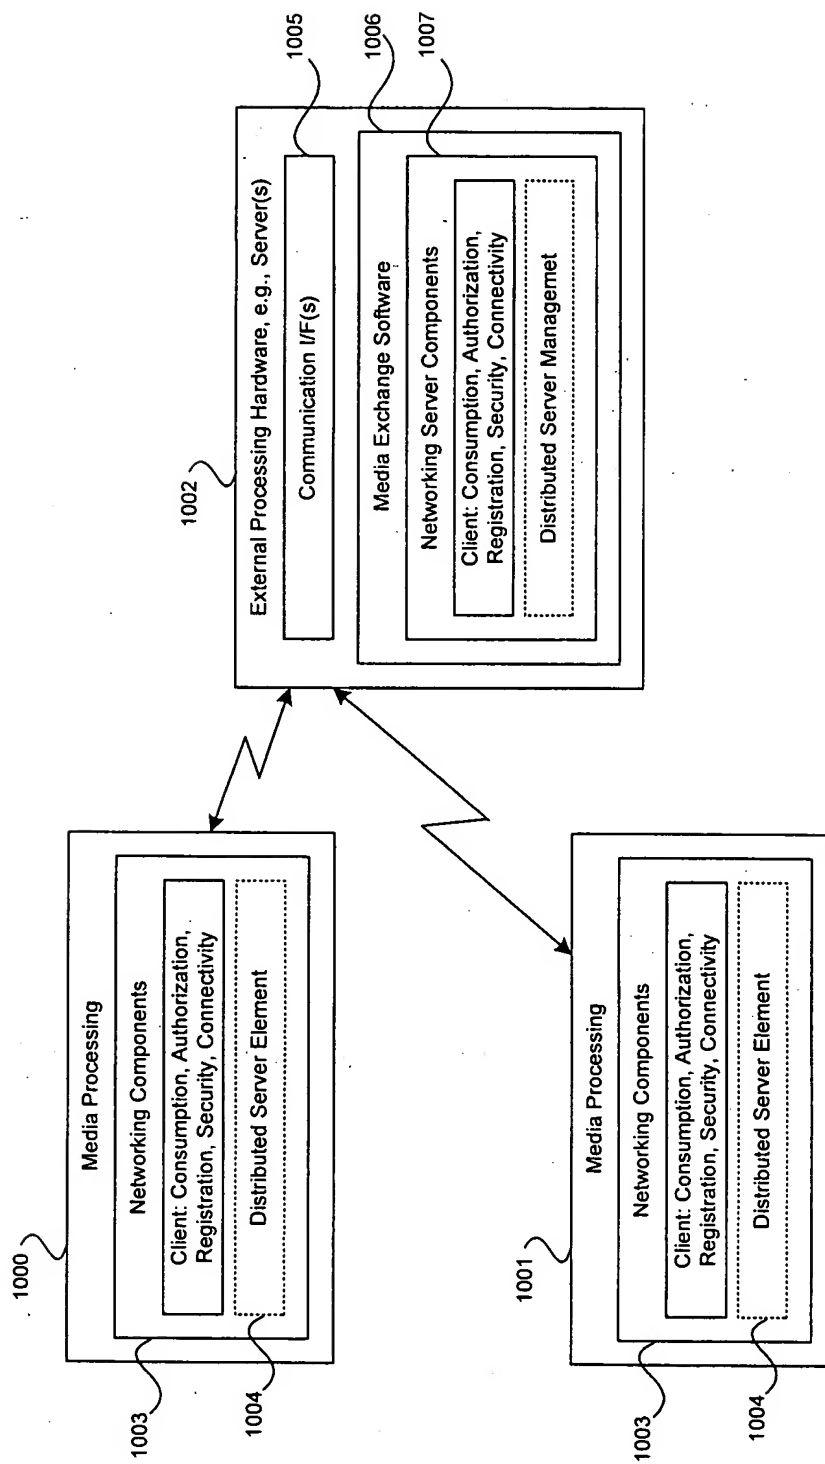 1000
Media Processing
Networking Components
Client: Consumption, Authorization,
Registration, Security, Connectivity
Distributed Server Element
1003
1004
1002
External Processing Hardware, e.g., Server(s)
Communication I/F(s)
Media Exchange Software
Networking Server Components
Client: Consumption, Authorization,
Registration, Security, Connectivity
Distributed Server Managemet
1005
1006
1007
1001
Media Processing
Networking Components
Client: Consumption, Authorization,
Registration, Security, Connectivity
Distributed Server Element
1003
1004